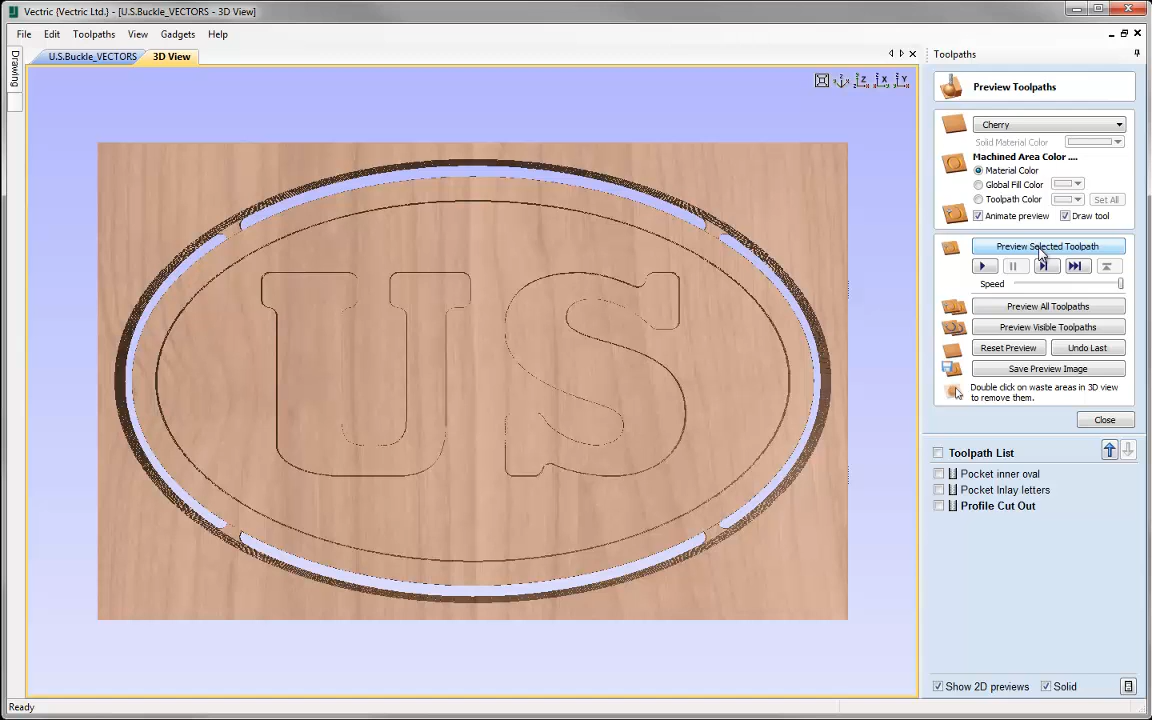 Vectric {Vectric Ltd.} - [U.S.Buckle_VECTORS - 3D View]
File Edit Toolpaths View Gadgets Help
Drawing
U.S.Buckle_VECTORS 3D View
Z X Y
US
Toolpaths
Preview Toolpaths
Cherry
Solid Material Color
Machined Area Color ....
Material Color
Global Fill Color
Toolpath Color Set All
Animate preview Draw tool
Preview Selected Toolpath
Speed
Preview All Toolpaths
Preview Visible Toolpaths
Reset Preview Undo Last
Save Preview Image
Double click on waste areas in 3D view
to remove them.
Close
Toolpath List
Pocket inner oval
Pocket Inlay letters
Profile Cut Out
Show 2D previews Solid
Ready